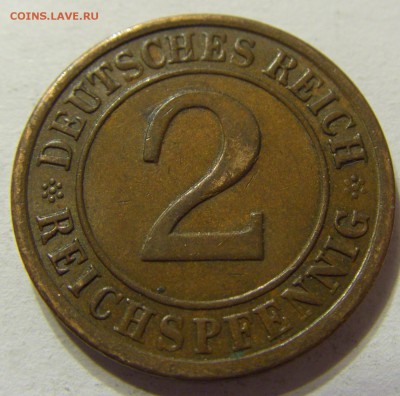 COINS.LAVE.RU
DEUTSCHES REICH
2
REICHSPFENNIG